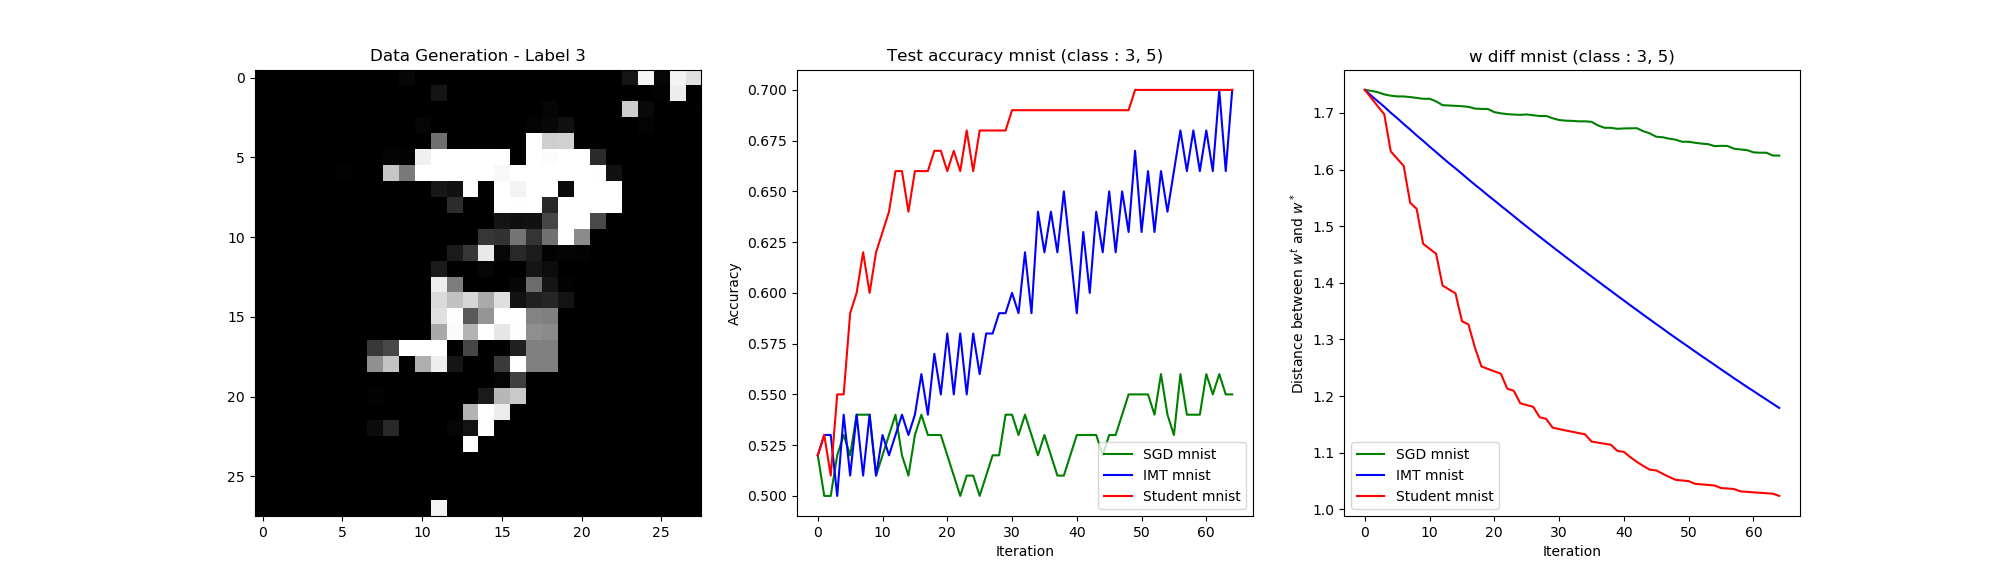 Data Generation - Label 3
0
5
10
15
20
25
0 5 10 15 20 25
Test accuracy mnist (class : 3, 5)
Accuracy
0.700
0.675
0.650
0.625
0.600
0.575
0.550
0.525
0.500
0 10 20 30 40 50 60
Iteration
SGD mnist
IMT mnist
Student mnist
w diff mnist (class : 3, 5)
Distance between w^t and w^*
1.7
1.6
1.5
1.4
1.3
1.2
1.1
1.0
0 10 20 30 40 50 60
Iteration
SGD mnist
IMT mnist
Student mnist